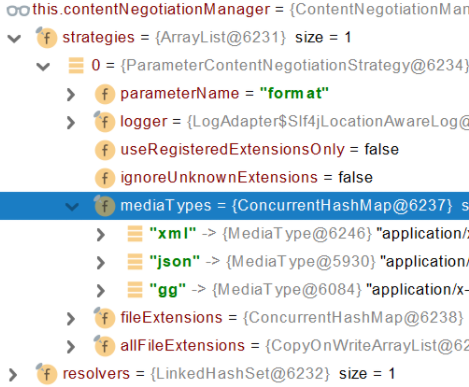 this.contentNegotiationManager = {ContentNegotiationMan
strategies = {ArrayList@6231} size = 1
0 = {ParameterContentNegotiationStrategy@6234}
parameterName = "format"
logger = {LogAdapter$Slf4jLocationAwareLog@
useRegisteredExtensionsOnly = false
ignoreUnknownExtensions = false
mediaTypes = {ConcurrentHashMap@6237} s
"xml" -> {MediaType@6246} "application/x
"json" -> {MediaType@5930} "application/
"gg" -> {MediaType@6084} "application/x-
fileExtensions = {ConcurrentHashMap@6238}
allFileExtensions = {CopyOnWriteArrayList@62
resolvers = {LinkedHashSet@6232} size = 1